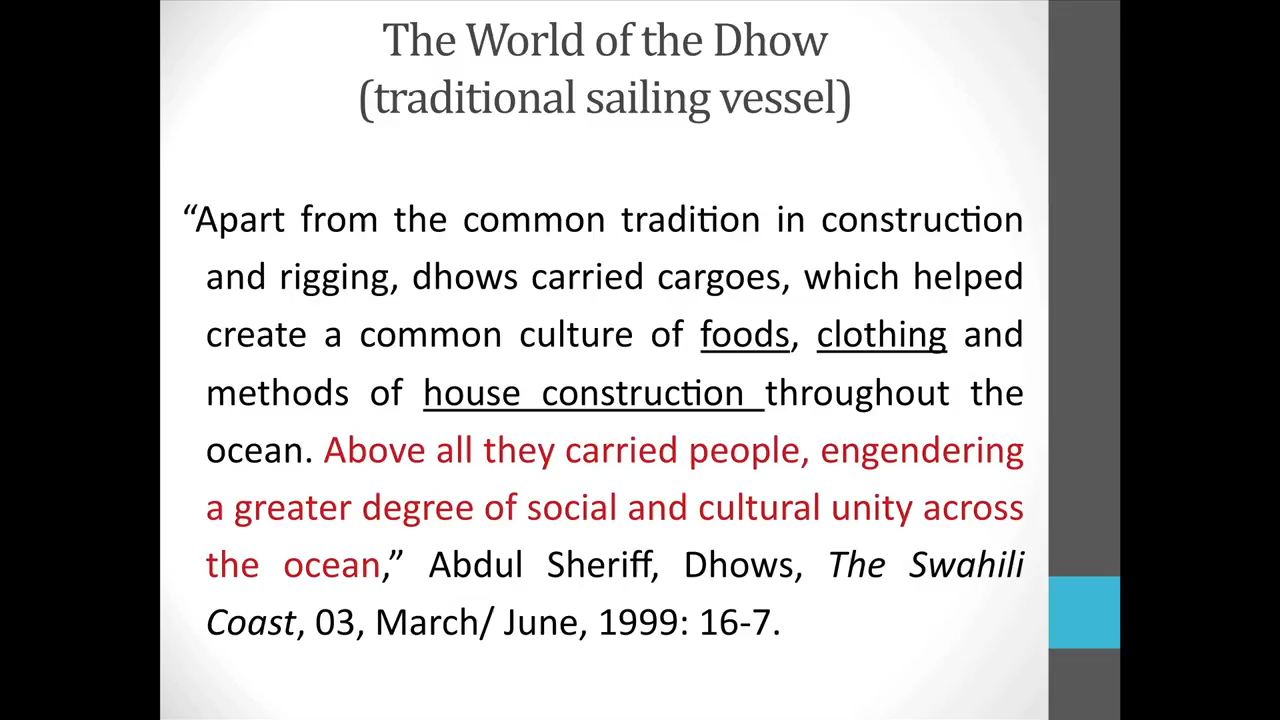 The World of the Dhow
(traditional sailing vessel)
“Apart from the common tradition in construction
and rigging, dhows carried cargoes, which helped
create a common culture of foods, clothing and
methods of house construction throughout the
ocean. Above all they carried people, engendering
a greater degree of social and cultural unity across
the ocean,” Abdul Sheriff, Dhows, The Swahili
Coast, 03, March/ June, 1999: 16-7.